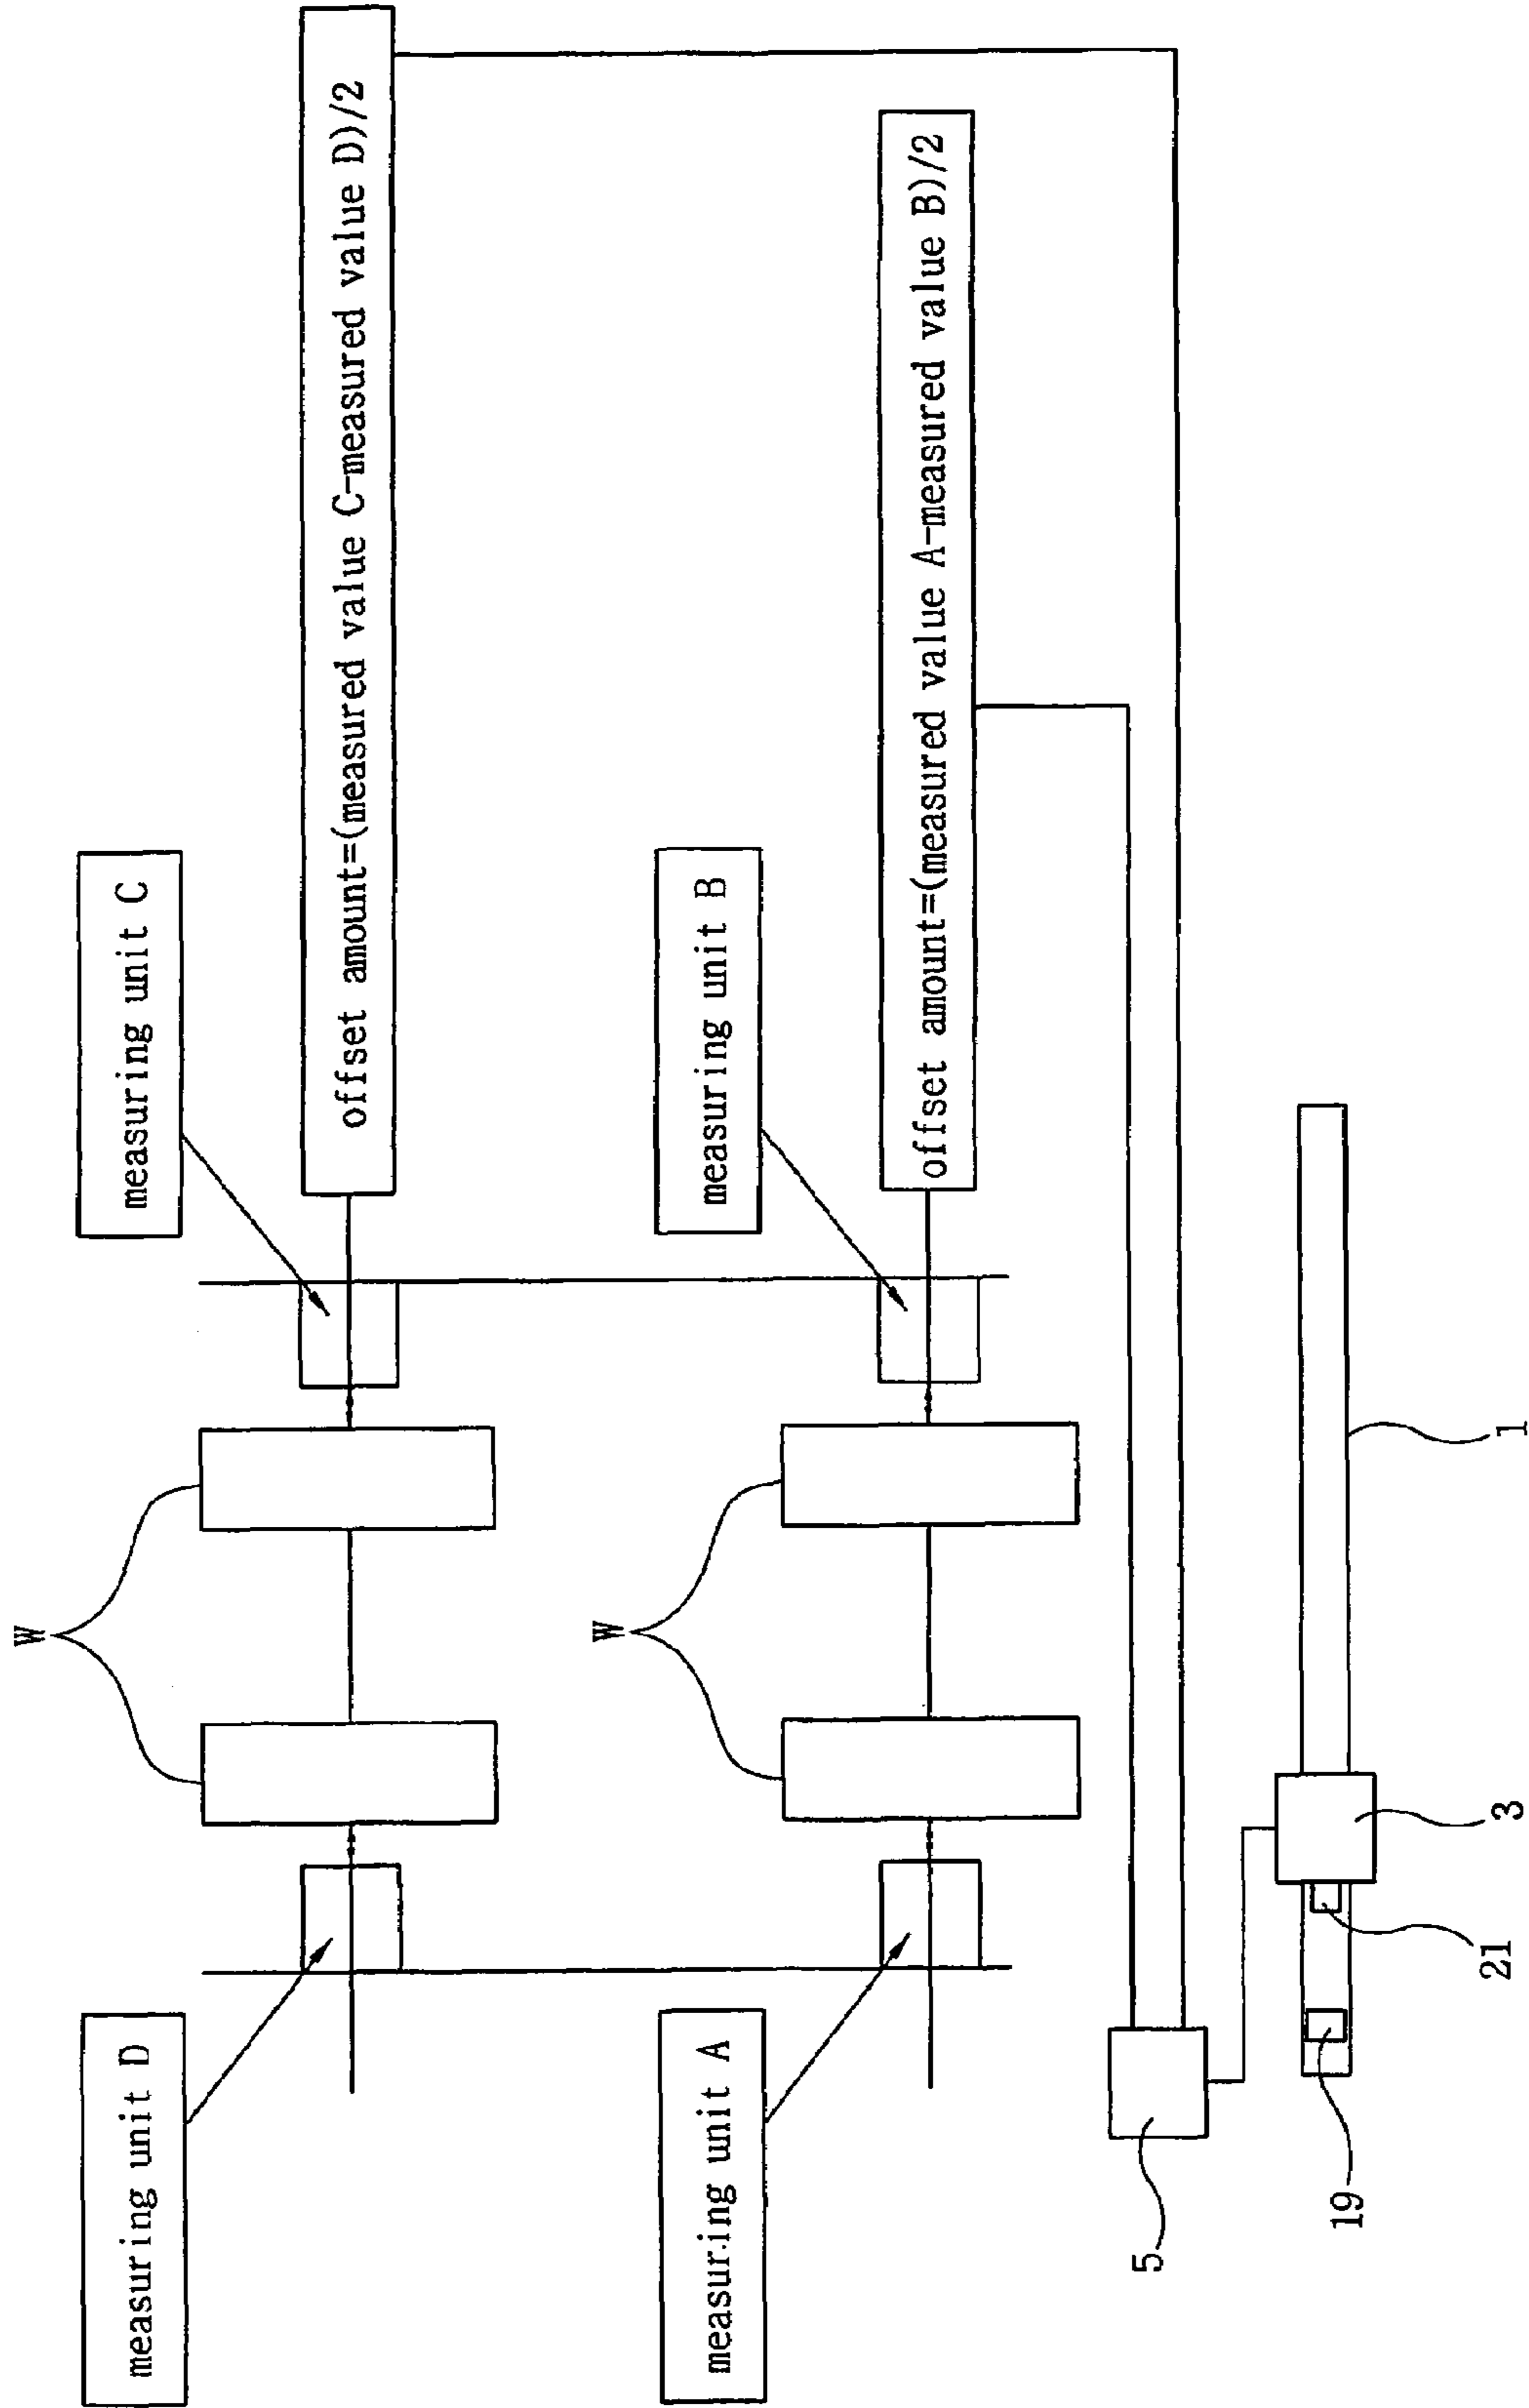 W
measuring unit D
measuring unit C
offset amount=(measured value C-measured value D)/2
W
measuring unit A
measuring unit B
offset amount=(measured value A-measured value B)/2
5
19
21
3
1